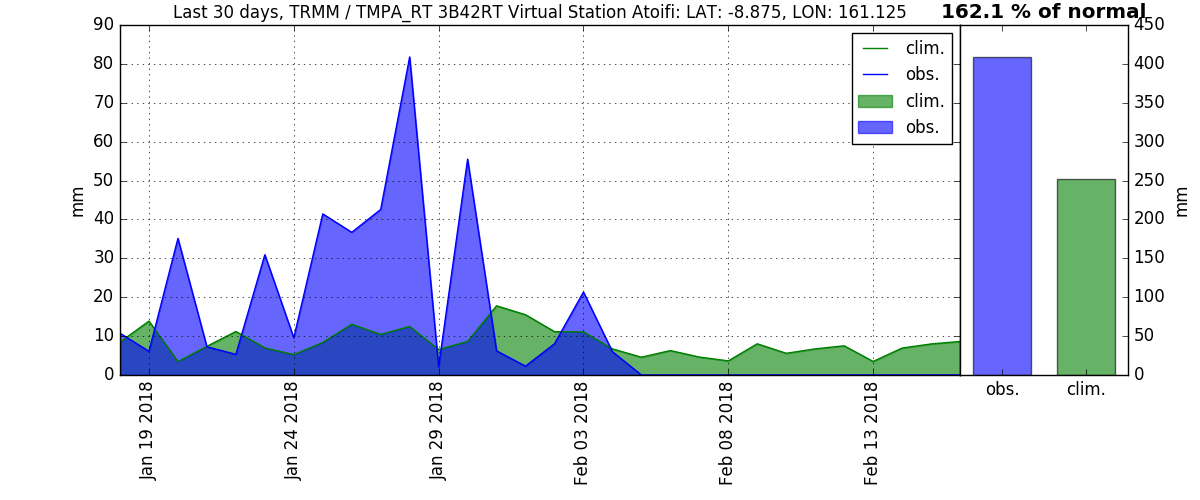 Last 30 days, TRMM / TMPA_RT 3B42RT Virtual Station Atoifi: LAT: -8.875, LON: 161.125
162.1 % of normal
90
80
70
60
50
40
30
20
10
0
mm
clim.
obs.
clim.
obs.
Jan 19 2018
Jan 24 2018
Jan 29 2018
Feb 03 2018
Feb 08 2018
Feb 13 2018
450
400
350
300
250
200
150
100
50
0
mm
obs.
clim.